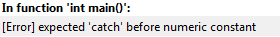 In function 'int main()':
[Error] expected 'catch' before numeric constant